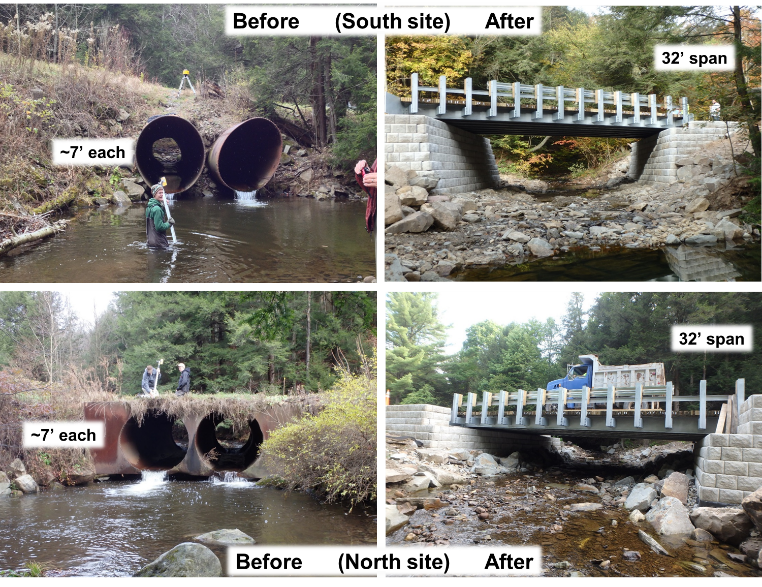 Before (South site) After
32' span
~7' each
32' span
~7' each
Before (North site) After